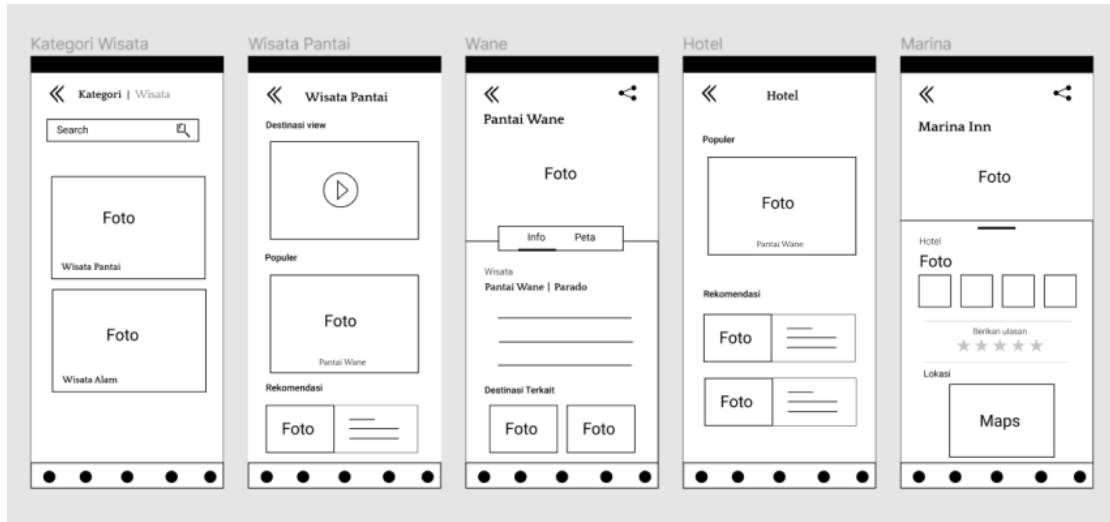 Kategori Wisata
Kategori | Wisata
Search
Foto
Wisata Pantai
Foto
Wisata Alam
Wisata Pantai
Wisata Pantai
Destinasi view
Populer
Foto
Pantai Wane
Rekomendasi
Foto
Wane
Pantai Wane
Foto
Info Peta
Wisata
Pantai Wane | Parado
Destinasi Terkait
Foto Foto
Hotel
Hotel
Populer
Foto
Pantai Wane
Rekomendasi
Foto
Foto
Marina
Marina Inn
Foto
Hotel
Foto
Berikan ulasan
Lokasi
Maps